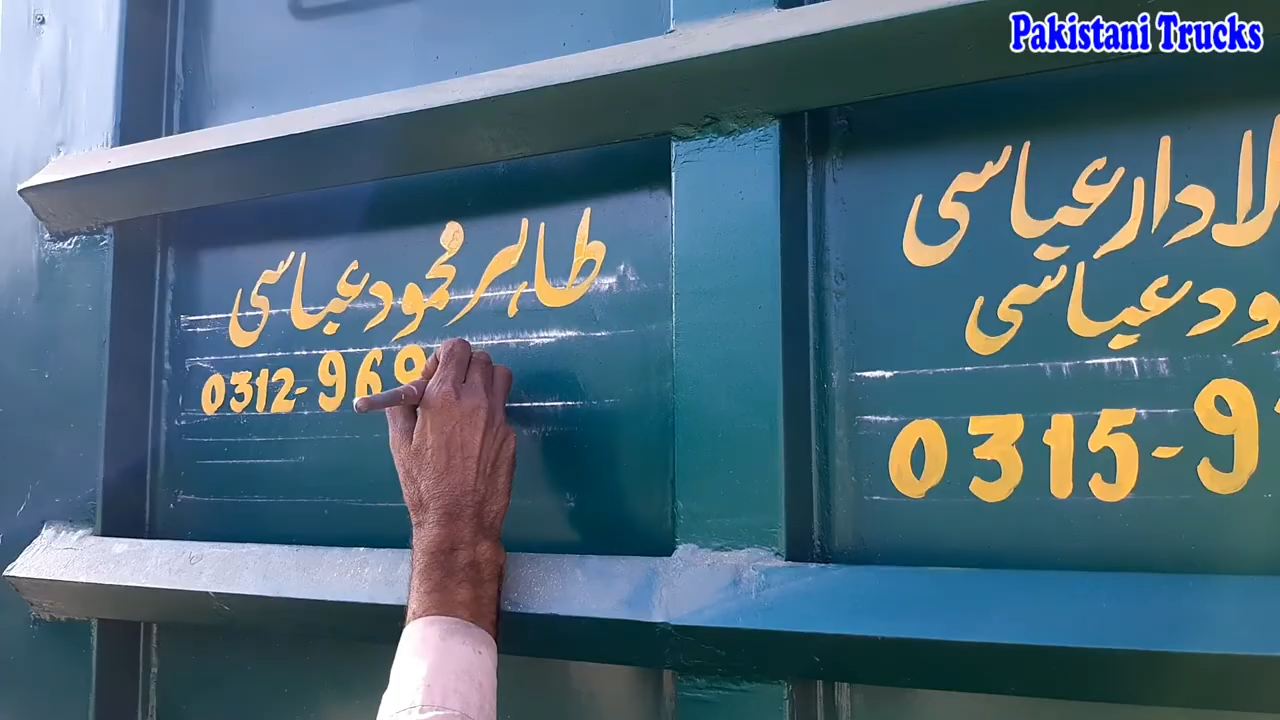 Pakistani Trucks
طاہر محمود عباسی
0312-969
لادار عباسی
ود عباسی
0315-9